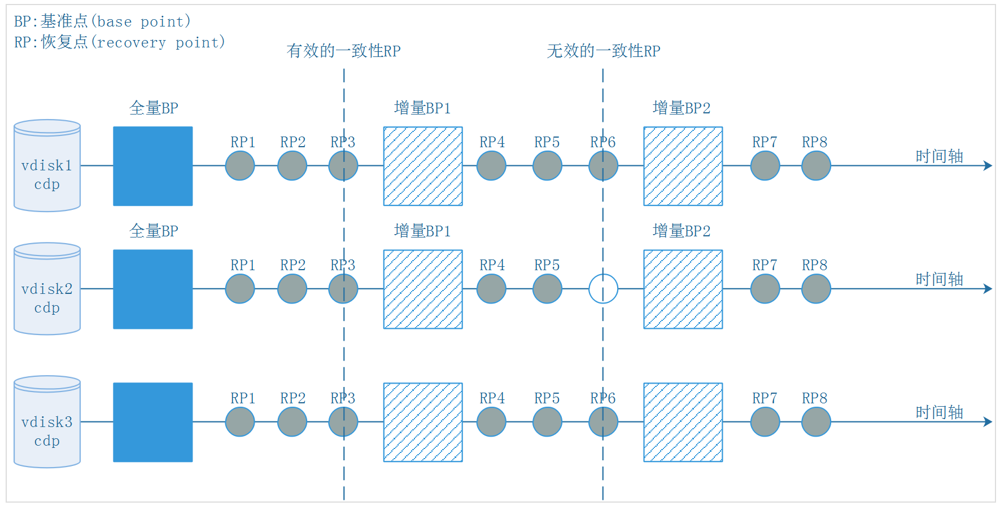 BP:基准点(base point)
RP:恢复点(recovery point)
有效的一致性RP
无效的一致性RP
全量BP
增量BP1
增量BP2
RP1 RP2 RP3 RP4 RP5 RP6 RP7 RP8
时间轴
vdisk1
cdp
全量BP
增量BP1
增量BP2
RP1 RP2 RP3 RP4 RP5 RP7 RP8
时间轴
vdisk2
cdp
RP1 RP2 RP3 RP4 RP5 RP6 RP7 RP8
时间轴
vdisk3
cdp